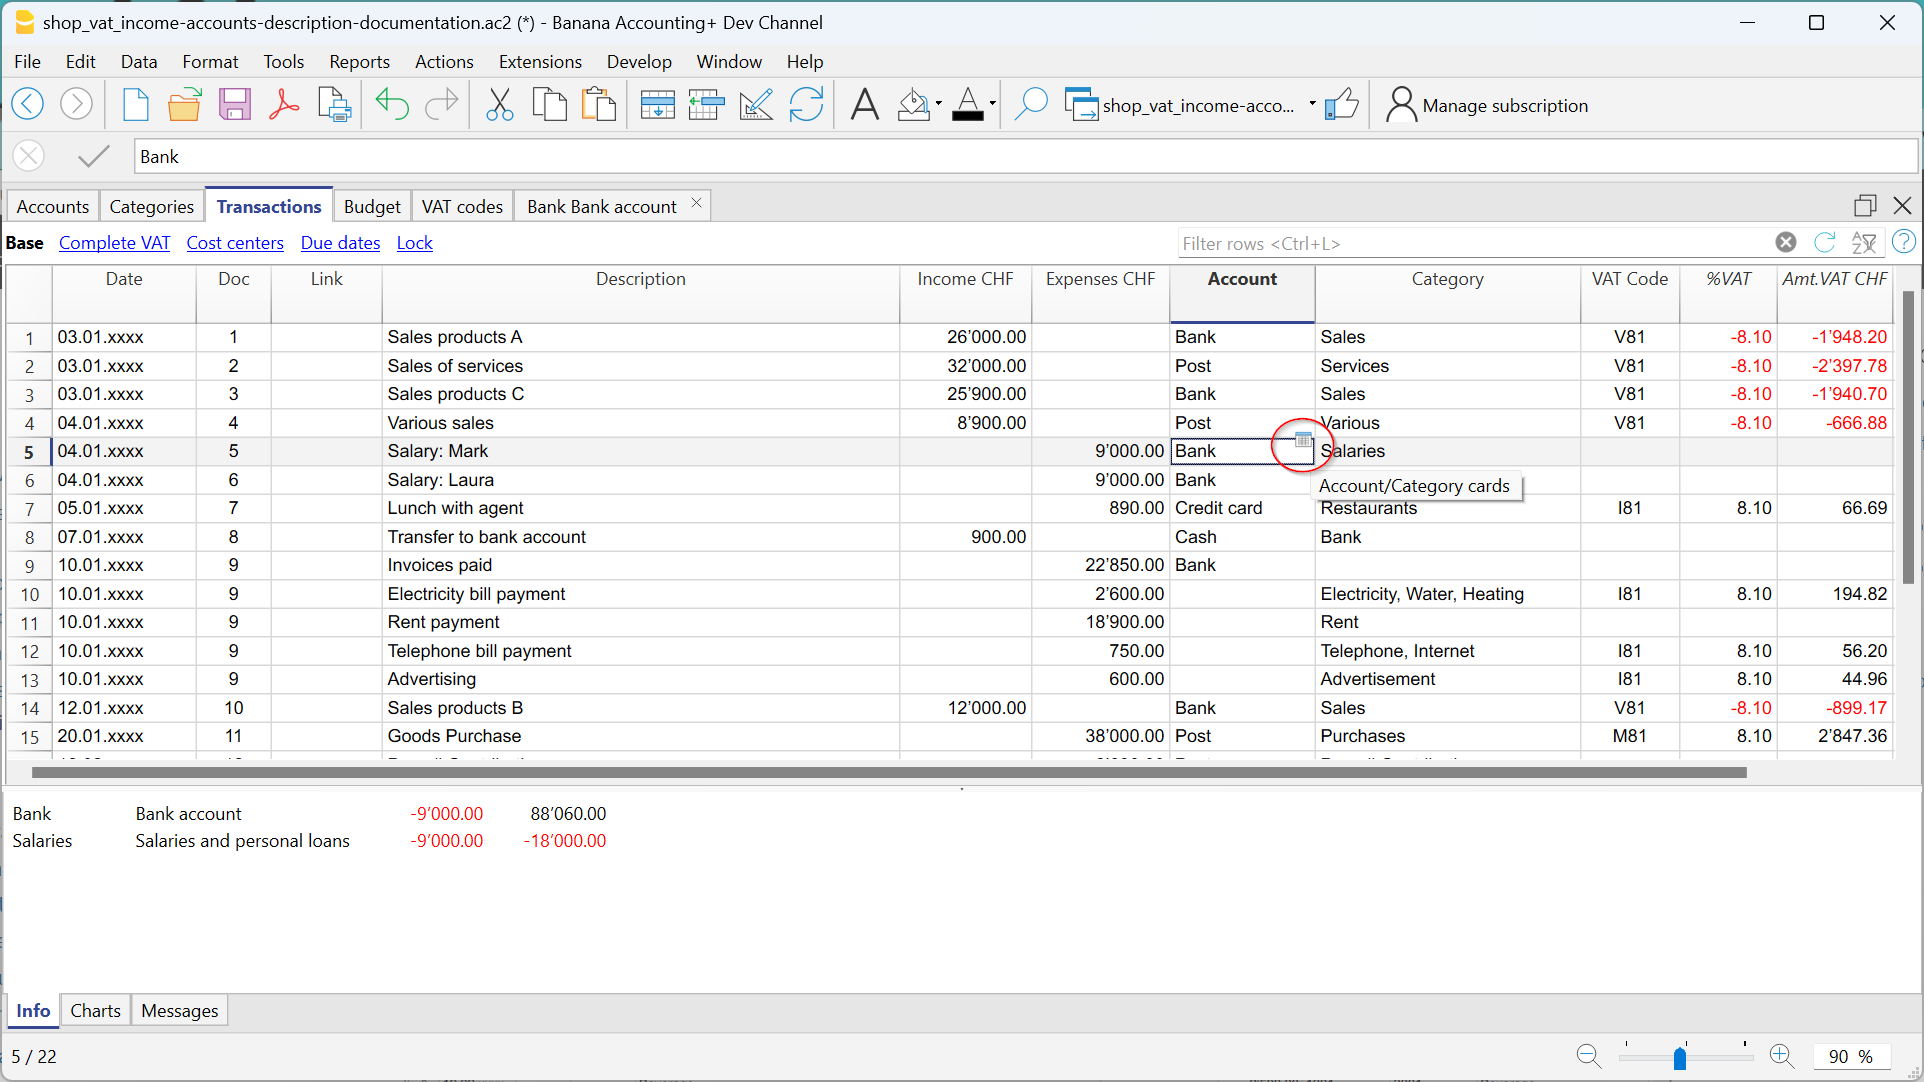 shop_vat_income-accounts-description-documentation.ac2 (*) - Banana Accounting+ Dev Channel
File Edit Data Format Tools Reports Actions Extensions Develop Window Help
shop_vat_income-acco... Manage subscription
Bank
Accounts Categories Transactions Budget VAT codes Bank Bank account
Base Complete VAT Cost centers Due dates Lock Filter rows <Ctrl+L>
Date Doc Link Description Income CHF Expenses CHF Account Category VAT Code %VAT Amt.VAT CHF
1 03.01.xxxx 1 Sales products A 26’000.00 Bank Sales V81 -8.10 -1’948.20
2 03.01.xxxx 2 Sales of services 32’000.00 Post Services V81 -8.10 -2’397.78
3 03.01.xxxx 3 Sales products C 25’900.00 Bank Sales V81 -8.10 -1’940.70
4 04.01.xxxx 4 Various sales 8’900.00 Post Various V81 -8.10 -666.88
5 04.01.xxxx 5 Salary: Mark 9’000.00 Bank Salaries
6 04.01.xxxx 6 Salary: Laura 9’000.00 Bank
Account/Category cards
7 05.01.xxxx 7 Lunch with agent 890.00 Credit card Restaurants I81 8.10 66.69
8 07.01.xxxx 8 Transfer to bank account 900.00 Cash Bank
9 10.01.xxxx 9 Invoices paid 22’850.00 Bank
10 10.01.xxxx 9 Electricity bill payment 2’600.00 Electricity, Water, Heating I81 8.10 194.82
11 10.01.xxxx 9 Rent payment 18’900.00 Rent
12 10.01.xxxx 9 Telephone bill payment 750.00 Telephone, Internet I81 8.10 56.20
13 10.01.xxxx 9 Advertising 600.00 Advertisement I81 8.10 44.96
14 12.01.xxxx 10 Sales products B 12’000.00 Bank Sales V81 -8.10 -899.17
15 20.01.xxxx 11 Goods Purchase 38’000.00 Post Purchases M81 8.10 2’847.36
Bank Bank account -9’000.00 88’060.00
Salaries Salaries and personal loans -9’000.00 -18’000.00
Info Charts Messages
5 / 22 90 %